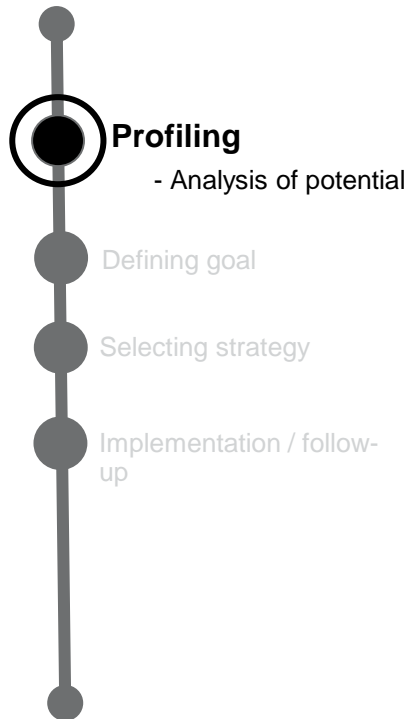 Profiling
- Analysis of potential
Defining goal
Selecting strategy
Implementation / follow-
up